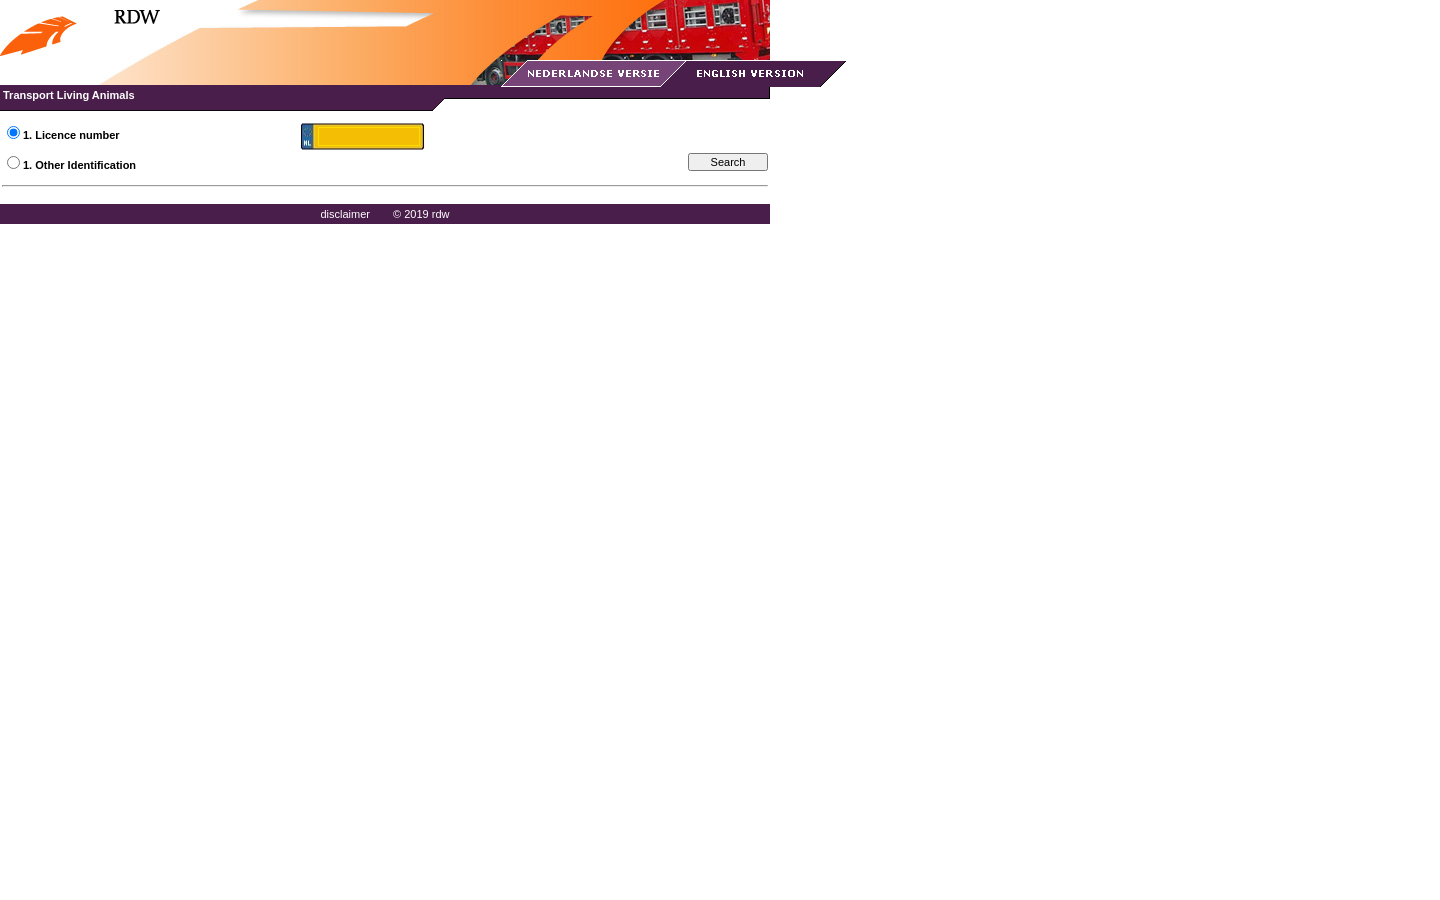 RDW
NEDERLANDSE VERSIE ENGLISH VERSION
Transport Living Animals
1. Licence number
NL
1. Other Identification
Search
disclaimer © 2019 rdw